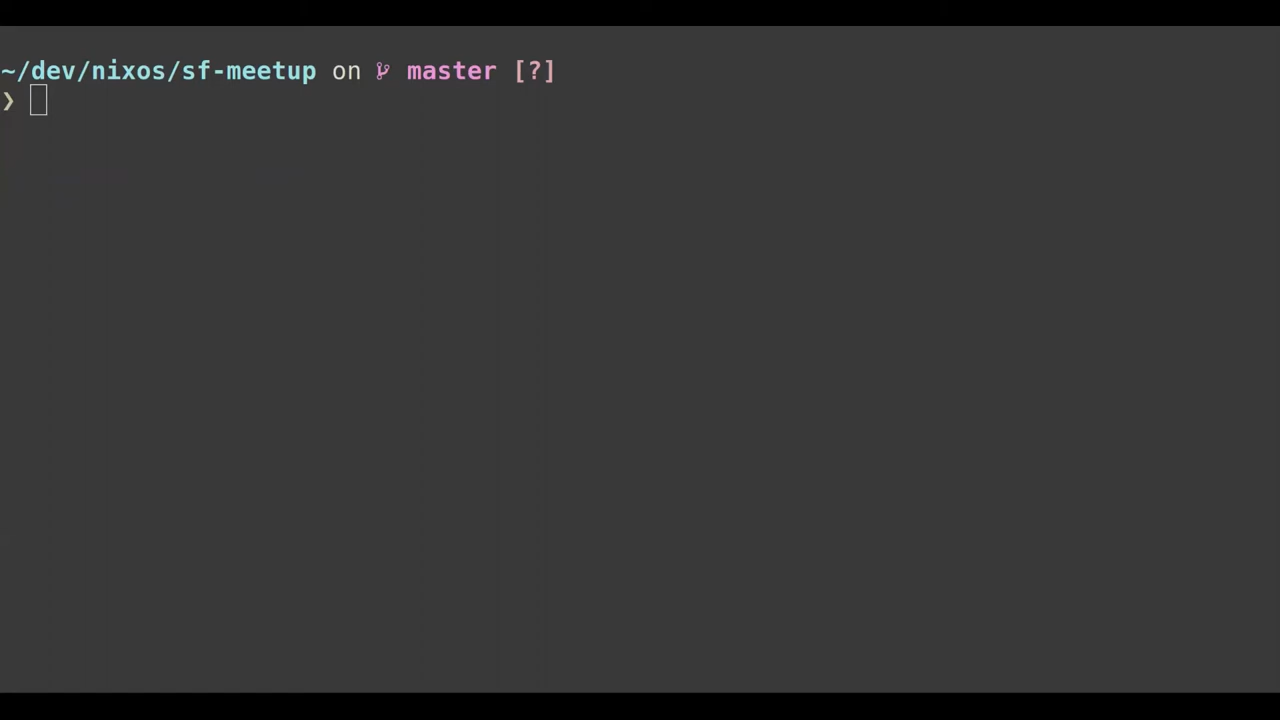 ~/dev/nixos/sf-meetup on  master [?]
❯